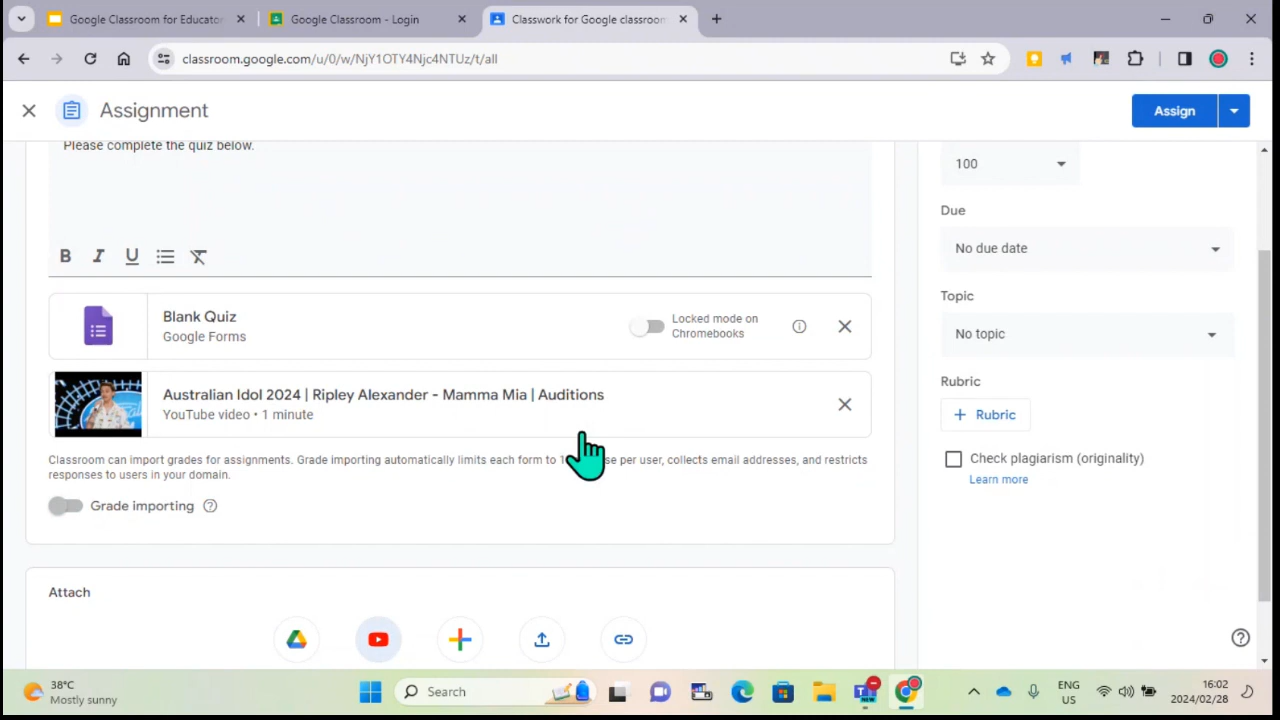 Google Classroom for Educator
Google Classroom - Login
Classwork for Google classroom
classroom.google.com/u/0/w/NjY1OTY4Njc4NTUz/t/all
Assignment
Assign
Please complete the quiz below.
100
Due
No due date
B I U
Blank Quiz
Google Forms
Locked mode on
Chromebooks
Topic
No topic
Australian Idol 2024 | Ripley Alexander - Mamma Mia | Auditions
YouTube video • 1 minute
Rubric
+ Rubric
Classroom can import grades for assignments. Grade importing automatically limits each form to per user, collects email addresses, and restricts
responses to users in your domain.
Check plagiarism (originality)
Learn more
Grade importing
Attach
38°C
Mostly sunny
Search
NEW
ENG
US
16:02
2024/02/28